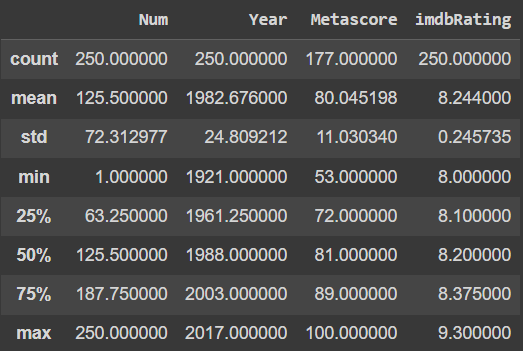 Num Year Metascore imdbRating
count 250.000000 250.000000 177.000000 250.000000
mean 125.500000 1982.676000 80.045198 8.244000
std 72.312977 24.809212 11.030340 0.245735
min 1.000000 1921.000000 53.000000 8.000000
25% 63.250000 1961.250000 72.000000 8.100000
50% 125.500000 1988.000000 81.000000 8.200000
75% 187.750000 2003.000000 89.000000 8.375000
max 250.000000 2017.000000 100.000000 9.300000